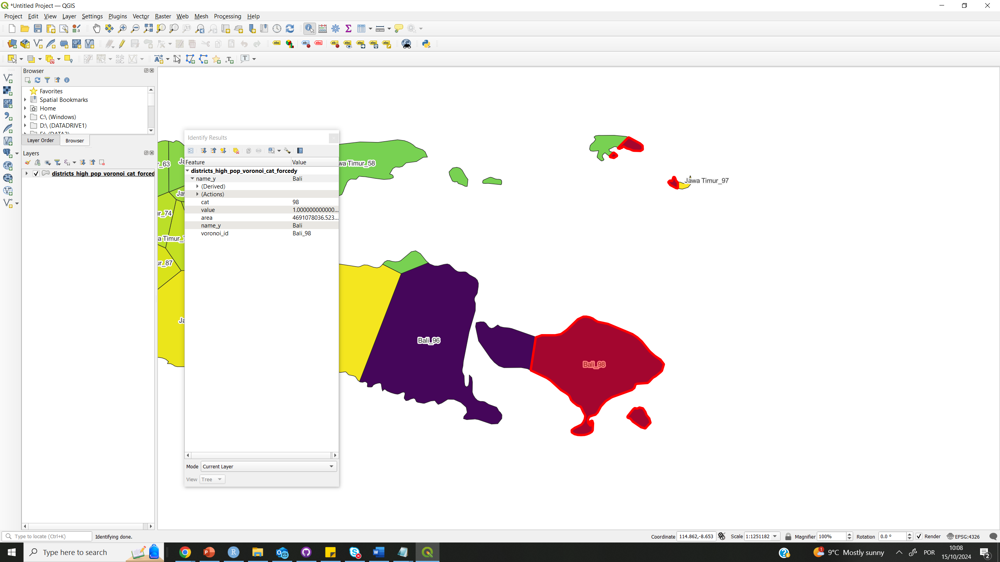 *Untitled Project — QGIS
Project Edit View Layer Settings Plugins Vector Raster Web Mesh Processing Help
Browser
Favorites
Spatial Bookmarks
Home
C:\ (Windows)
D:\ (DATADRIVE1)
Layer Order Browser
Layers
districts_high_pop_voronoi_cat_forced
Identify Results
Feature Value
districts_high_pop_voronoi_cat_forcedy
name_y Bali
(Derived)
(Actions)
cat 98
value 1.000000000000...
area 4691078036.523...
name_y Bali
voronoi_id Bali_98
Mode Current Layer
View Tree
r_63
Ja
wa Timur_58
Jawa Timur_97
Ja
ur_74
a Timur_
ur_87
Ja
Bali_96
Bali_98
Type to locate (Ctrl+K) Identifying done. Coordinate 114.862,-8.653 Scale 1:1251182 Magnifier 100% Rotation 0.0 ° Render EPSG:4326
Type here to search
9°C Mostly sunny
POR
10:08
15/10/2024
2